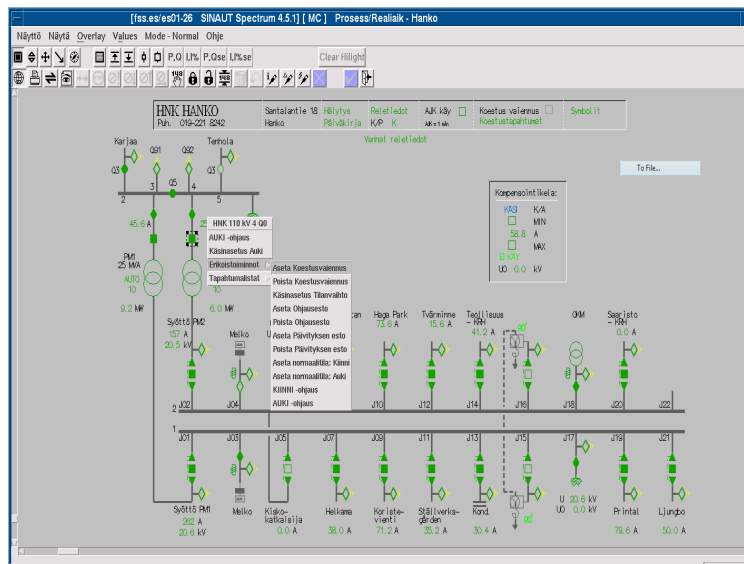 [fss.es/es01-26 SINAUT Spectrum 4.5.1] [ MC ] Prosess/Realiaik - Hanko
Näyttö Näytä Overlay Values Mode - Normal Ohje
P,Q I,I% P,Qse I,I%se Clear Hilight
HNK HANKO Santalantie 18 Hälytys Reletiedot AJK käy Koestus vaiennus Symbolit
Puh. 019-221 8242 Hanko Päiväkirja K/P K AJK = 1 min Koestustapahtumat
Vanhat reletiedot
Karjaa Q91 Q92 Tenhola
Q3 Q3
To File...
3 Q5 4
2 5
Kompensointikela:
KÄSI K/A
MIN
58.8 A
MAX
EI KÄY
U0 0.0 kV
45.6 A
HNK 110 kV 4 Q0
AUKI -ohjaus
Käsinasetus Auki
Erikoistoiminnot
Tapahtumalistat
Aseta Koestusvaiennus
Poista Koestusvaiennus
Käsinasetus Tilanvaihto
Aseta Ohjausesto
Poista Ohjausesto
Aseta Päivityksen esto
Poista Päivityksen esto
Aseta normaalitila: Kiinni
Aseta normaalitila: Auki
KIINNI -ohjaus
AUKI -ohjaus
PM1
25 MVA
AUTO
10 10
9.2 MW 6.0 MW
Syöttö PM2 Melko Haga Park Tvärminne Teollisuus - KRH OKM Saaristo - KRH
157 A 73.6 A 15.6 A 41.2 A 0.0 A
20.5 kV
2 J02 J04 J10 J12 J14 J16 J18 J20 J22
1
J01 J03 J05 J07 J09 J11 J13 J15 J17 J19 J21
U 20.6 kV
U0 0.0 kV
Syöttö PM1 Melko Kisko- Helkama Koriste- Ställverks- Kond. Printal Ljungbo
katkaisija vienti gården
262 A 0.0 A 38.0 A 71.2 A 35.2 A 30.4 A 79.6 A 50.0 A
20.6 kV